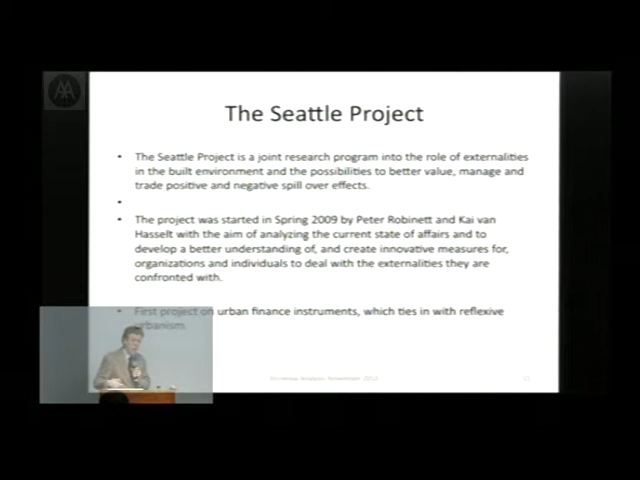 AA
The Seattle Project
• The Seattle Project is a joint research program into the role of externalities
in the built environment and the possibilities to better value, manage and
trade positive and negative spill over effects.
•
• The project was started in Spring 2009 by Peter Robinett and Kai van
Hasselt with the aim of analyzing the current state of affairs and to
develop a better understanding of, and create innovative measures for,
organizations and individuals to deal with the externalities they are
confronted with.
• First project on urban finance instruments, which ties in with reflexive
urbanism.